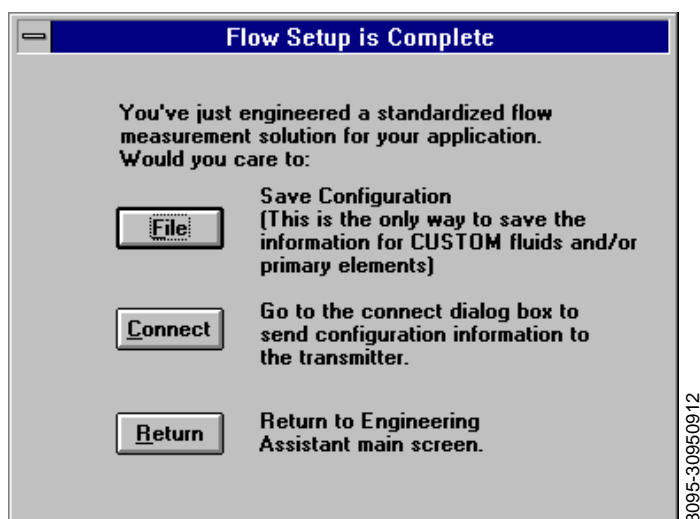 Flow Setup is Complete
You've just engineered a standardized flow
measurement solution for your application.
Would you care to:
File
Save Configuration
(This is the only way to save the
information for CUSTOM fluids and/or
primary elements)
Connect
Go to the connect dialog box to
send configuration information to
the transmitter.
Return
Return to Engineering
Assistant main screen.
3095-30950912